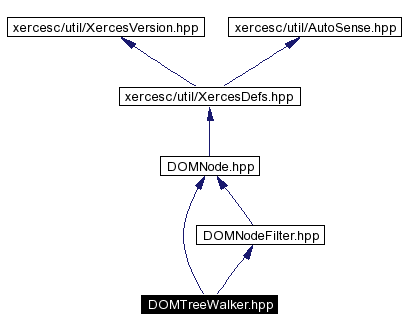 xercesc/util/XercesVersion.hpp
xercesc/util/AutoSense.hpp
xercesc/util/XercesDefs.hpp
DOMNode.hpp
DOMNodeFilter.hpp
DOMTreeWalker.hpp